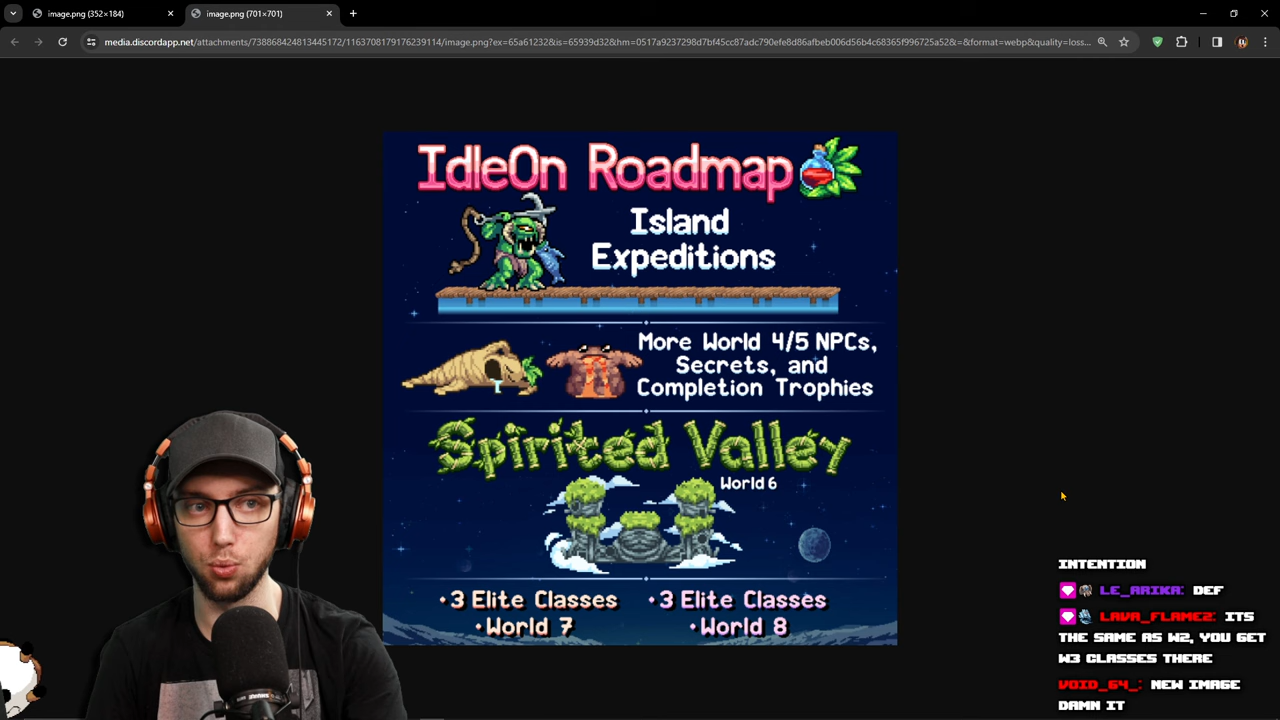 image.png (352×184)
image.png (701×701)
media.discordapp.net/attachments/738868424813445172/1163708179176239114/image.png?ex=65a61232&is=65939d32&hm=0517a9237298d7bf45cc87adc790efe8d86afbeb006d56b4c68365f996725a52&=&format=webp&quality=loss...
IdleOn Roadmap
Island
Expeditions
More World 4/5 NPCs,
Secrets, and
Completion Trophies
Spirited Valley
World 6
•3 Elite Classes
•World 7
•3 Elite Classes
•World 8
INTENTION
LE_ARIKA: DEF
LAVA_FLAME2: ITS
THE SAME AS W2, YOU GET
W3 CLASSES THERE
VOID_64_: NEW IMAGE
DAMN IT